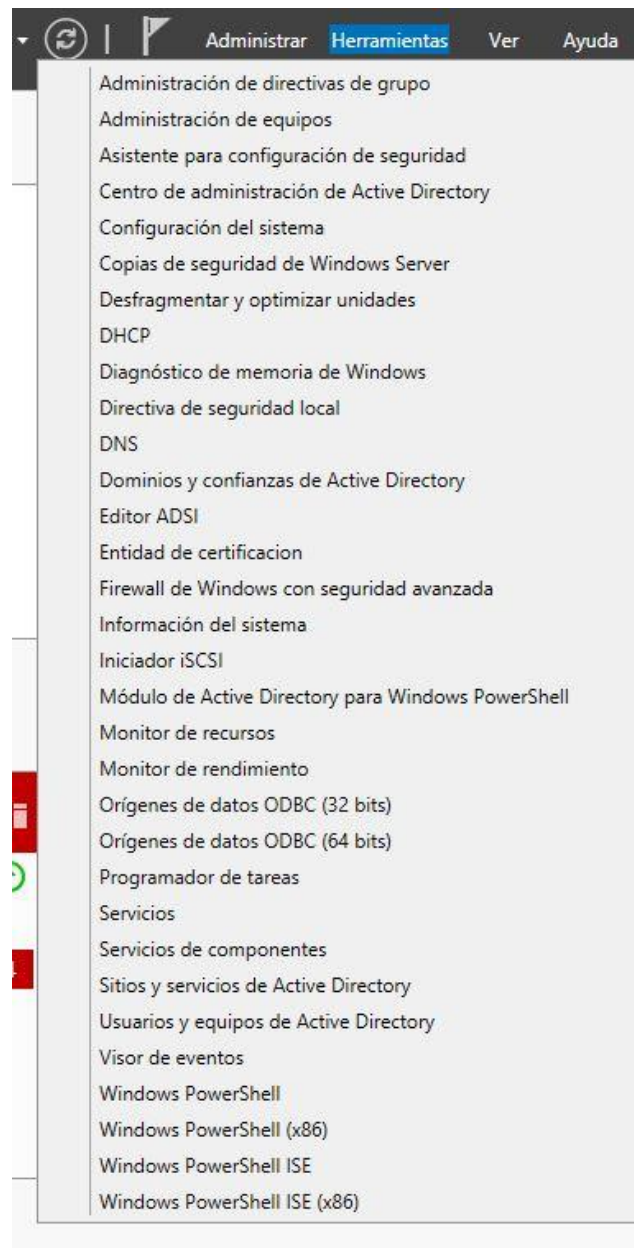 Administrar Herramientas Ver Ayuda
Administración de directivas de grupo
Administración de equipos
Asistente para configuración de seguridad
Centro de administración de Active Directory
Configuración del sistema
Copias de seguridad de Windows Server
Desfragmentar y optimizar unidades
DHCP
Diagnóstico de memoria de Windows
Directiva de seguridad local
DNS
Dominios y confianzas de Active Directory
Editor ADSI
Entidad de certificacion
Firewall de Windows con seguridad avanzada
Información del sistema
Iniciador iSCSI
Módulo de Active Directory para Windows PowerShell
Monitor de recursos
Monitor de rendimiento
Orígenes de datos ODBC (32 bits)
Orígenes de datos ODBC (64 bits)
Programador de tareas
Servicios
Servicios de componentes
Sitios y servicios de Active Directory
Usuarios y equipos de Active Directory
Visor de eventos
Windows PowerShell
Windows PowerShell (x86)
Windows PowerShell ISE
Windows PowerShell ISE (x86)